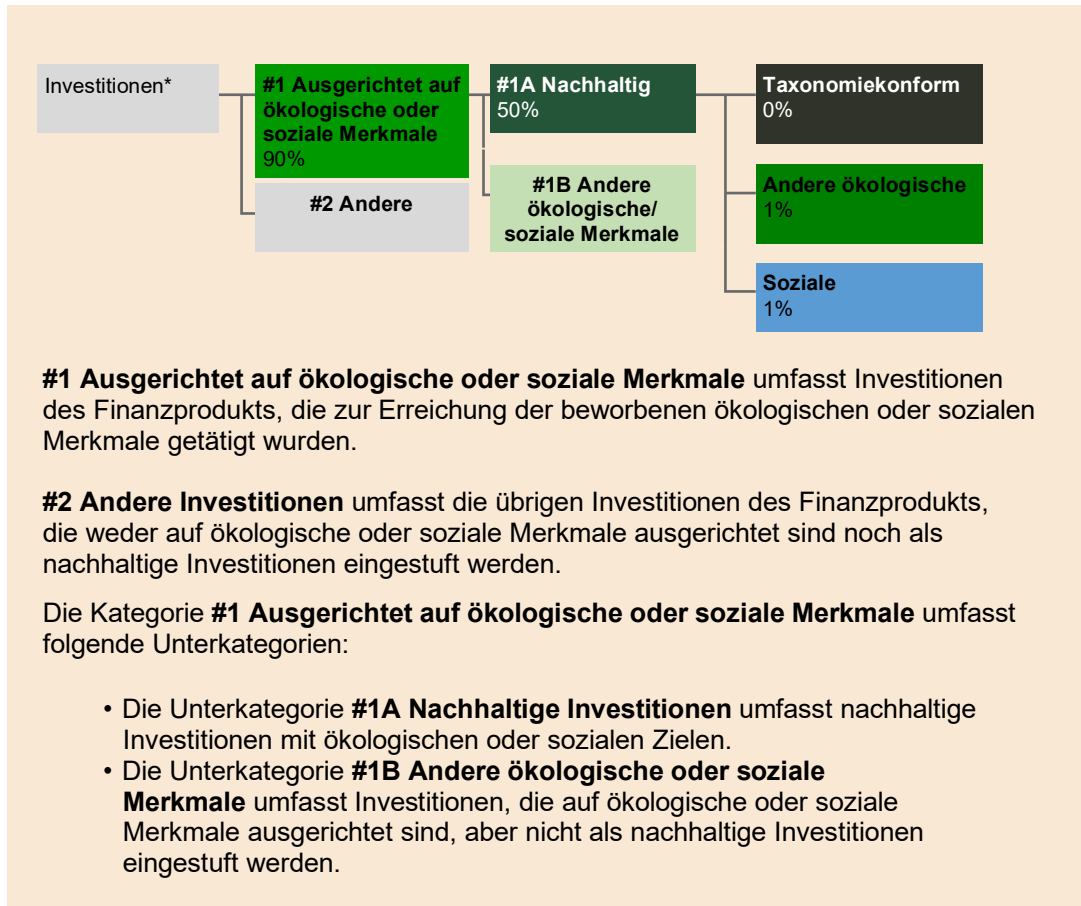 Investitionen*
#1 Ausgerichtet auf
ökologische oder
soziale Merkmale
90%
#2 Andere
#1A Nachhaltig
50%
#1B Andere
ökologische/
soziale Merkmale
Taxonomiekonform
0%
Andere ökologische
1%
Soziale
1%
#1 Ausgerichtet auf ökologische oder soziale Merkmale umfasst Investitionen
des Finanzprodukts, die zur Erreichung der beworbenen ökologischen oder sozialen
Merkmale getätigt wurden.
#2 Andere Investitionen umfasst die übrigen Investitionen des Finanzprodukts,
die weder auf ökologische oder soziale Merkmale ausgerichtet sind noch als
nachhaltige Investitionen eingestuft werden.
Die Kategorie #1 Ausgerichtet auf ökologische oder soziale Merkmale umfasst
folgende Unterkategorien:
• Die Unterkategorie #1A Nachhaltige Investitionen umfasst nachhaltige
Investitionen mit ökologischen oder sozialen Zielen.
• Die Unterkategorie #1B Andere ökologische oder soziale
Merkmale umfasst Investitionen, die auf ökologische oder soziale
Merkmale ausgerichtet sind, aber nicht als nachhaltige Investitionen
eingestuft werden.